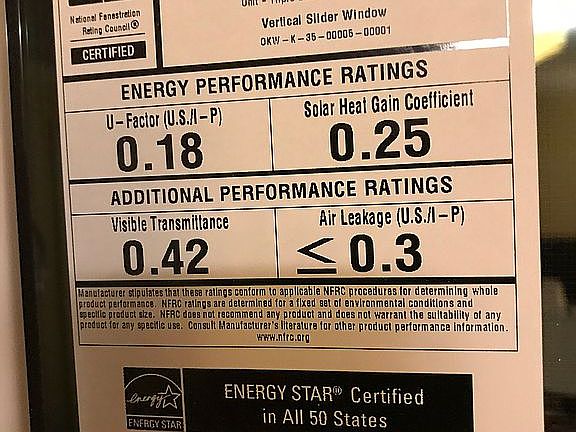 National Fenestration
Rating Council®
CERTIFIED
Vertical Slider Window
OKW-K-35-00005-00001
ENERGY PERFORMANCE RATINGS
U-Factor (U.S./I-P)
0.18
Solar Heat Gain Coefficient
0.25
ADDITIONAL PERFORMANCE RATINGS
Visible Transmittance
0.42
Air Leakage (U.S./I-P)
≤ 0.3
Manufacturer stipulates that these ratings conform to applicable NFRC procedures for determining whole
product performance. NFRC ratings are determined for a fixed set of environmental conditions and
specific product size. NFRC does not recommend any product and does not warrant the suitability of any
product for any specific use. Consult Manufacturer's literature for other product performance information.
www.nfrc.org
energy
ENERGY STAR
ENERGY STAR® Certified
in All 50 States